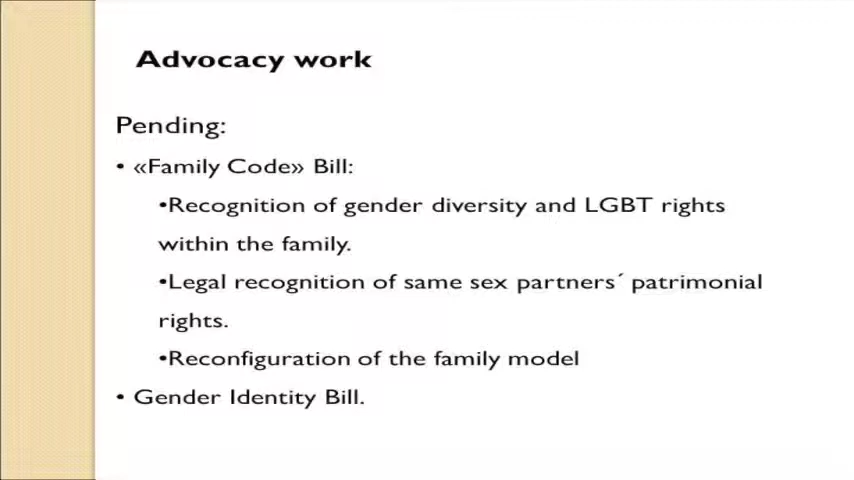 Advocacy work
Pending:
• «Family Code» Bill:
•Recognition of gender diversity and LGBT rights
within the family.
•Legal recognition of same sex partners´ patrimonial
rights.
•Reconfiguration of the family model
• Gender Identity Bill.